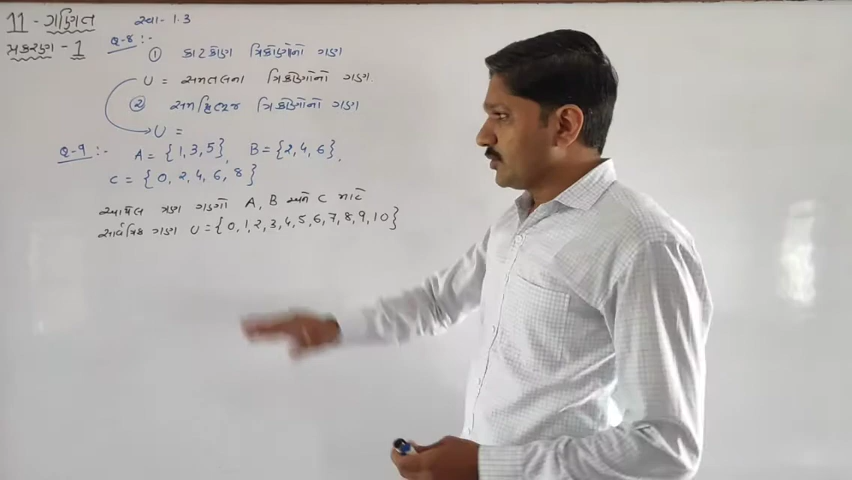 11 - ગણિત સ્વા- 1.3
પ્રકરણ - 1
Q-8 :- ① કાટકોણ ત્રિકોણોનો ગણ
U = સમતલના ત્રિકોણોનો ગણ.
② સમદ્વિભુજ ત્રિકોણોનો ગણ
U =
Q-9 :- A = {1, 3, 5}, B = {2, 4, 6},
C = {0, 2, 4, 6, 8}
આપેલ ત્રણ ગણો A, B અને C માટે
સાર્વત્રિક ગણ U = {0, 1, 2, 3, 4, 5, 6, 7, 8, 9, 10}